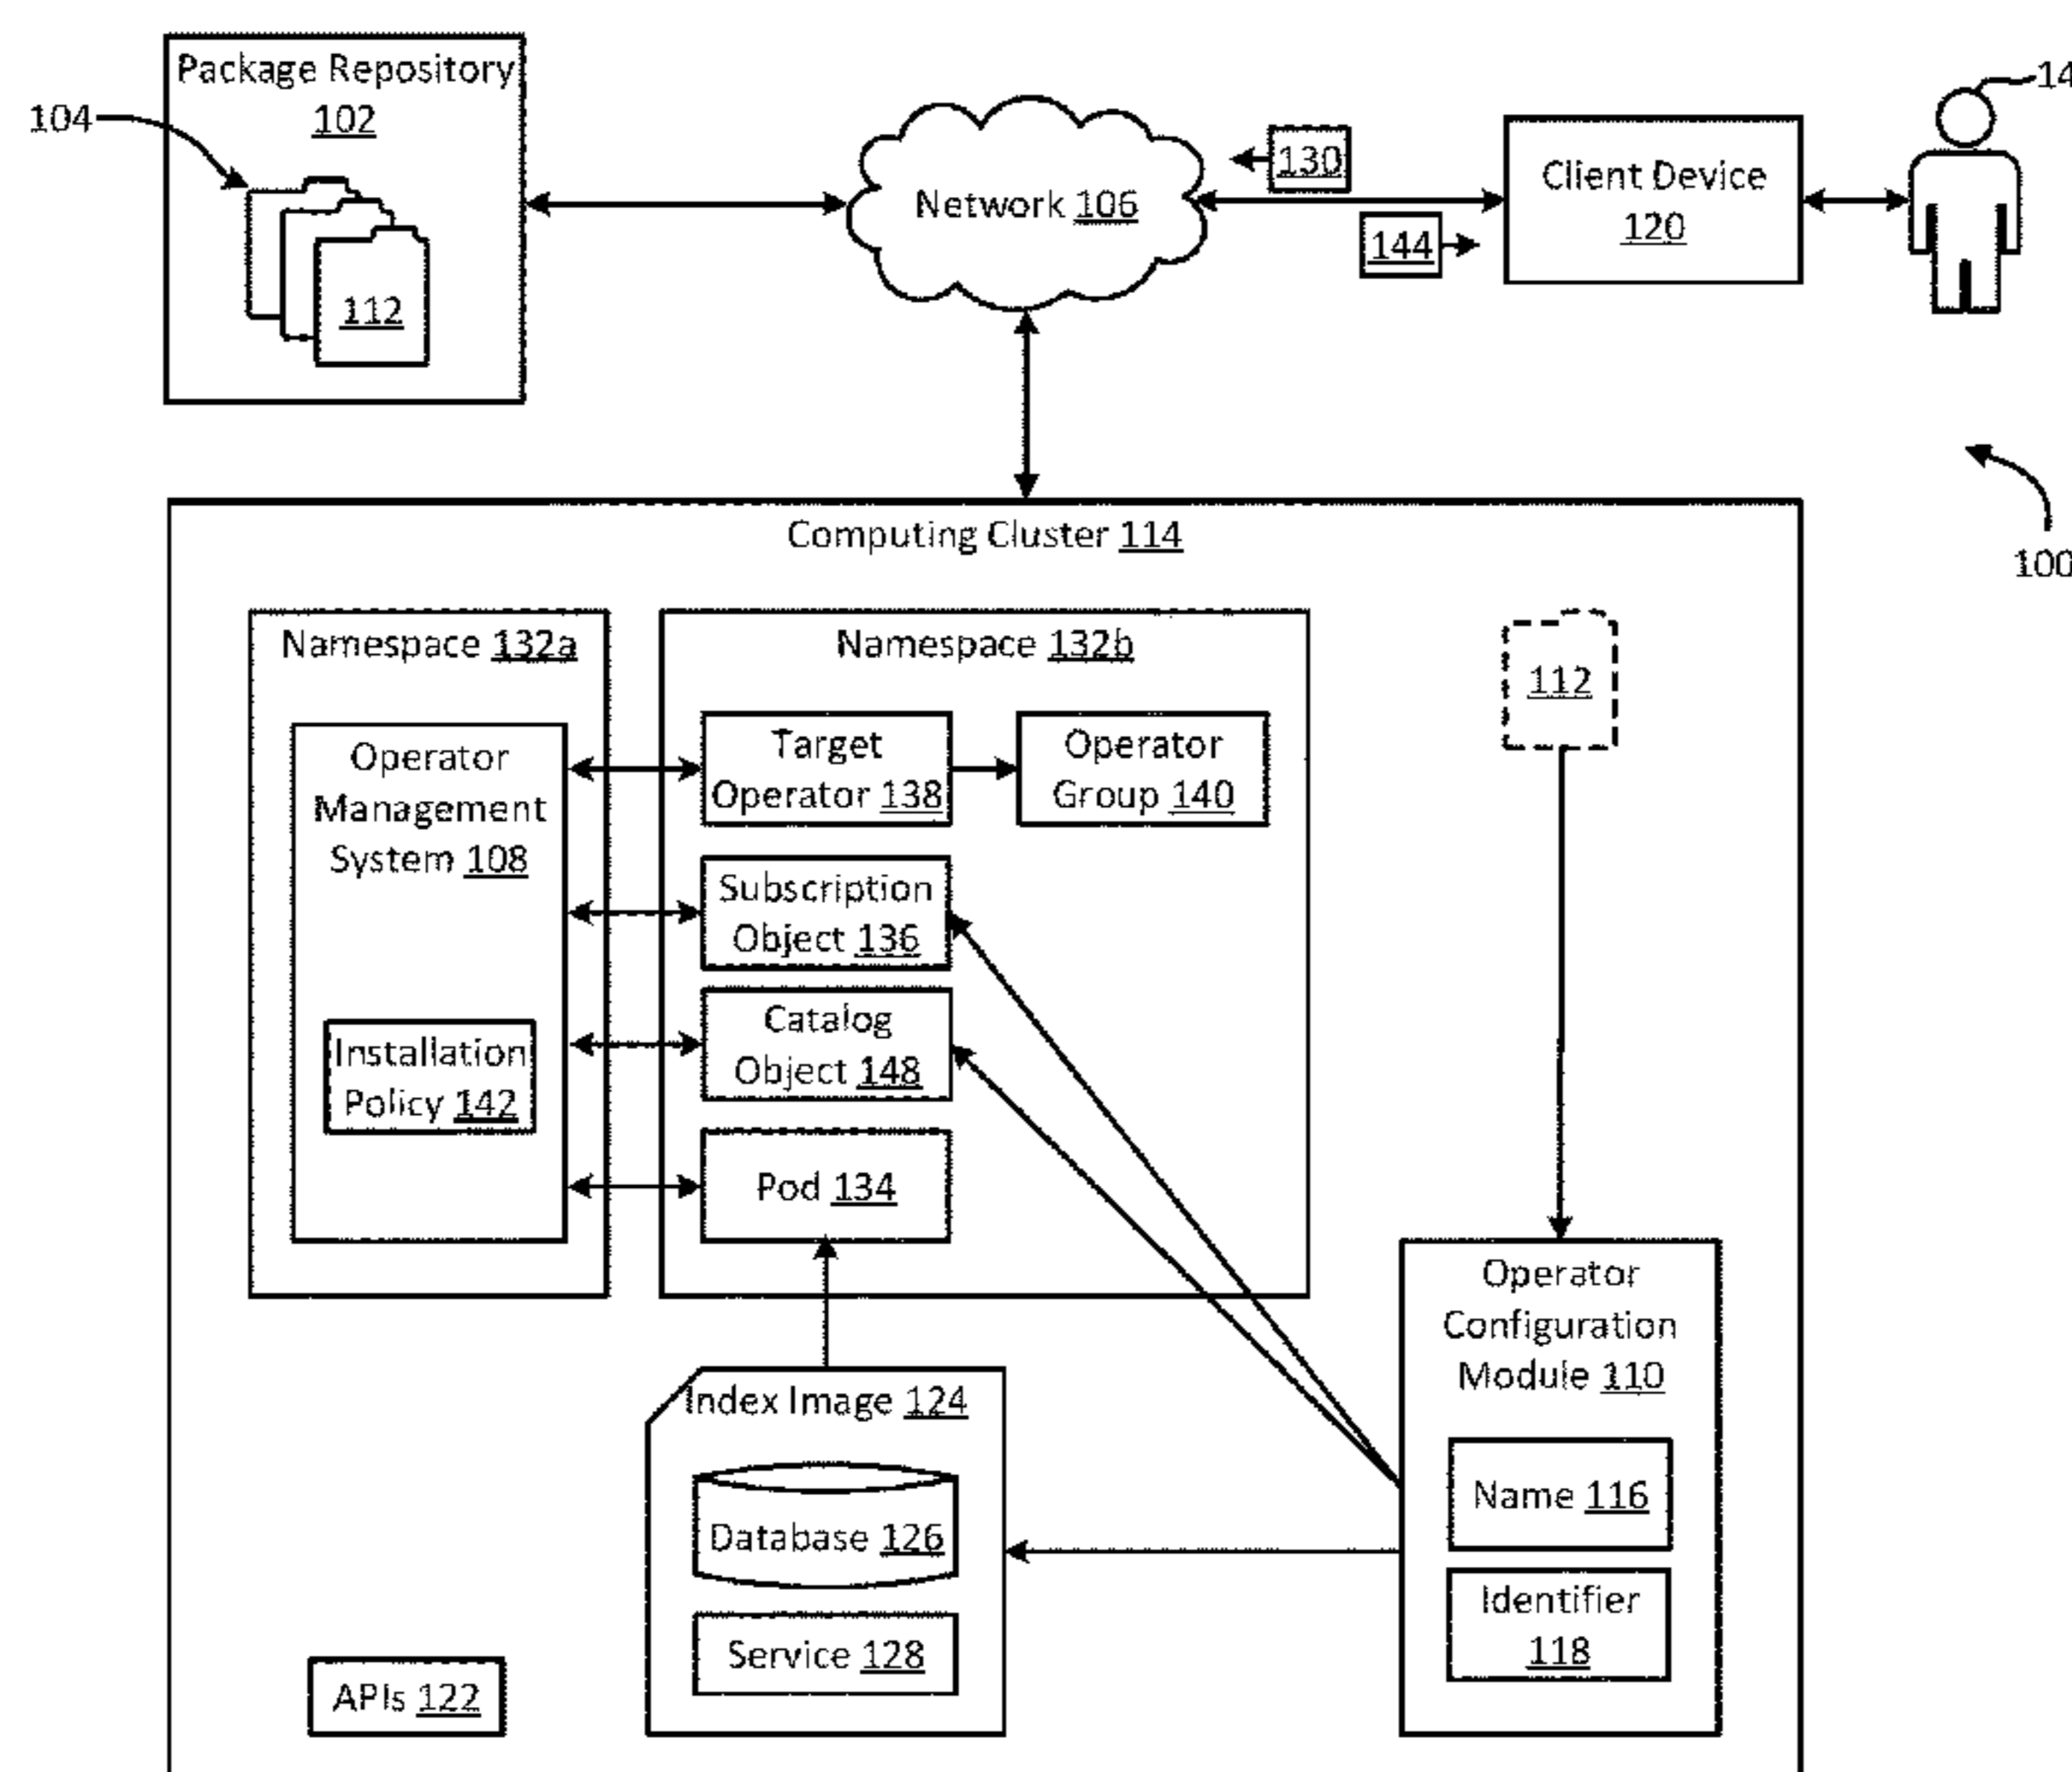 Package Repository
102
104
112
Network 106
130
144
Client Device
120
14
100
Computing Cluster 114
Namespace 132a
Operator
Management
System 108
Installation
Policy 142
Namespace 132b
Target
Operator 138
Operator
Group 140
Subscription
Object 136
Catalog
Object 148
Pod 134
112
Operator
Configuration
Module 110
Name 116
Identifier
118
Index Image 124
Database 126
Service 128
APIs 122